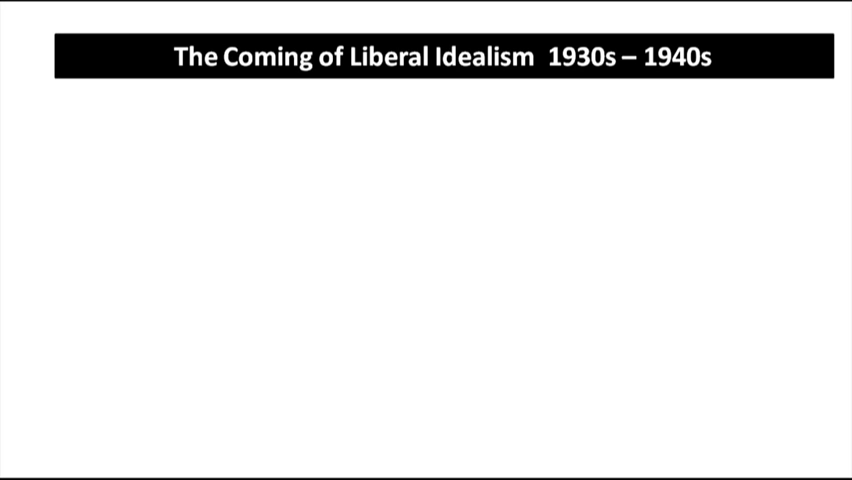 The Coming of Liberal Idealism 1930s – 1940s